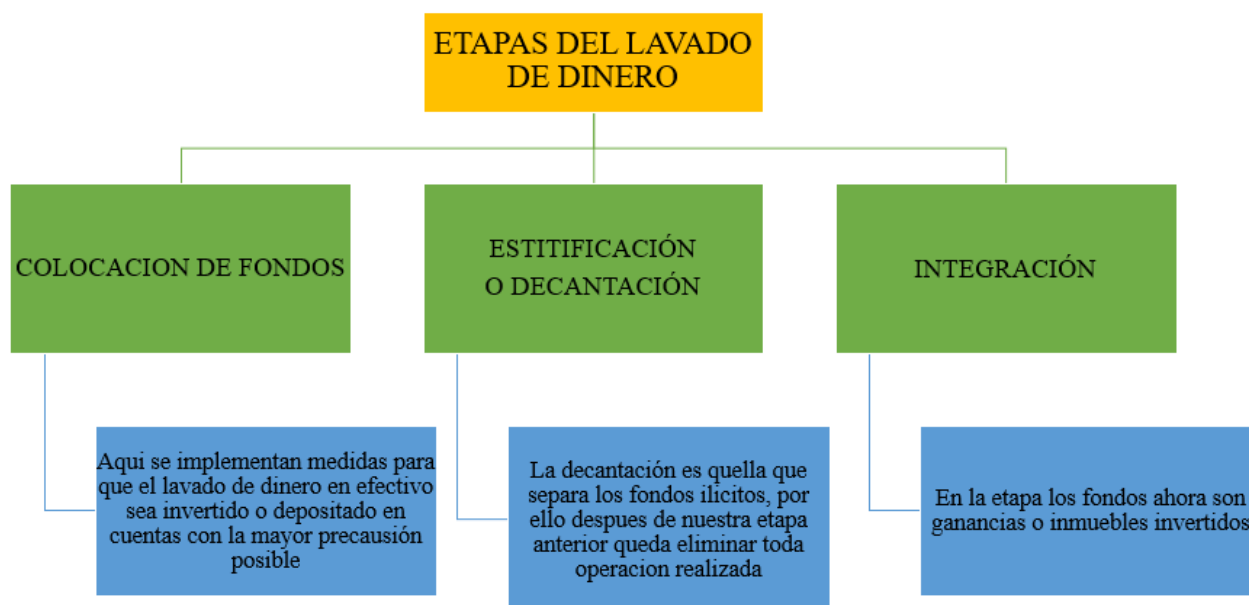 ETAPAS DEL LAVADO
DE DINERO
COLOCACION DE FONDOS
ESTITIFICACIÓN
O DECANTACIÓN
INTEGRACIÓN
Aqui se implementan medidas para
que el lavado de dinero en efectivo
sea invertido o depositado en
cuentas con la mayor precausión
posible
La decantación es quella que
separa los fondos ilicitos, por
ello despues de nuestra etapa
anterior queda eliminar toda
operacion realizada
En la etapa los fondos ahora son
ganancias o inmuebles invertidos